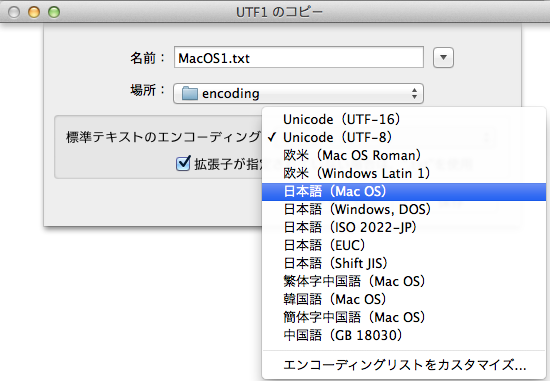 UTF1 のコピー
名前：
MacOS1.txt
場所：
encoding
標準テキストのエンコーディング
拡張子が指定
Unicode（UTF-16）
✓ Unicode（UTF-8）
欧米（Mac OS Roman）
欧米（Windows Latin 1）
日本語（Mac OS）
日本語（Windows, DOS）
日本語（ISO 2022-JP）
日本語（EUC）
日本語（Shift JIS）
繁体字中国語（Mac OS）
韓国語（Mac OS）
簡体字中国語（Mac OS）
中国語（GB 18030）
エンコーディングリストをカスタマイズ...